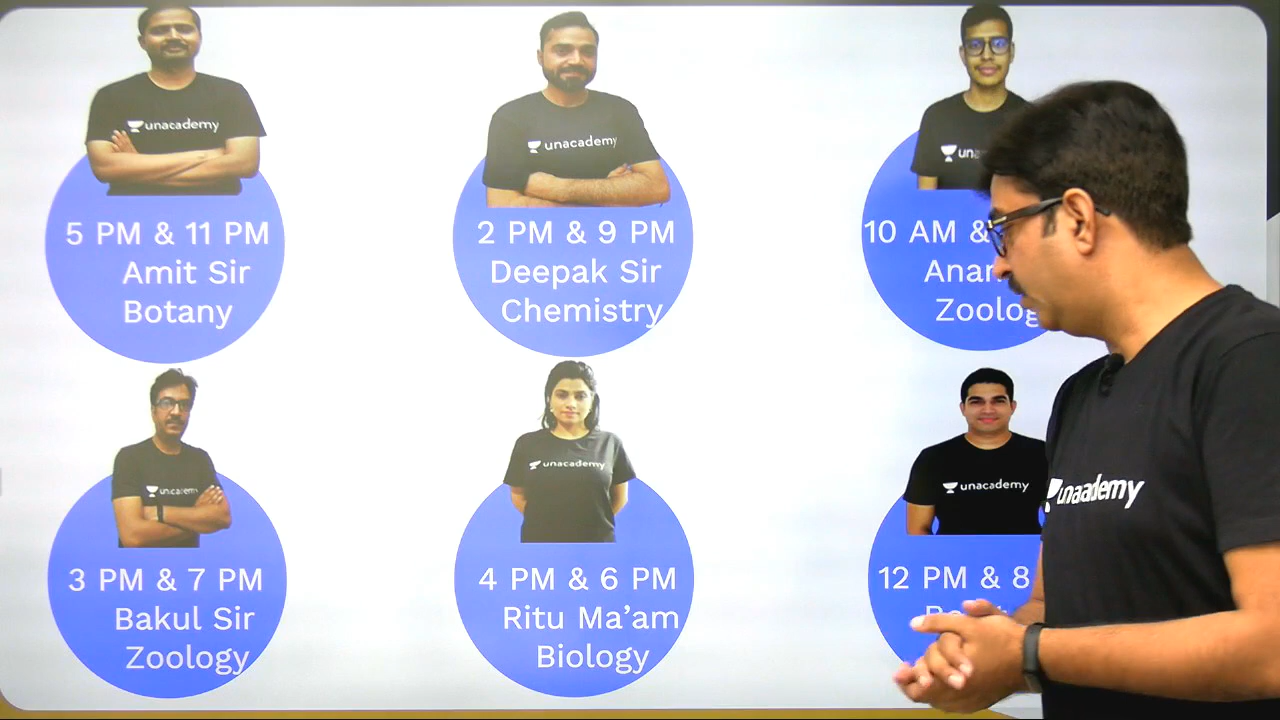 unacademy
5 PM & 11 PM
Amit Sir
Botany
unacademy
2 PM & 9 PM
Deepak Sir
Chemistry
10 AM &
unacademy
3 PM & 7 PM
Bakul Sir
Zoology
unacademy
4 PM & 6 PM
Ritu Ma’am
Biology
unacademy
12 PM & 8
unaademy